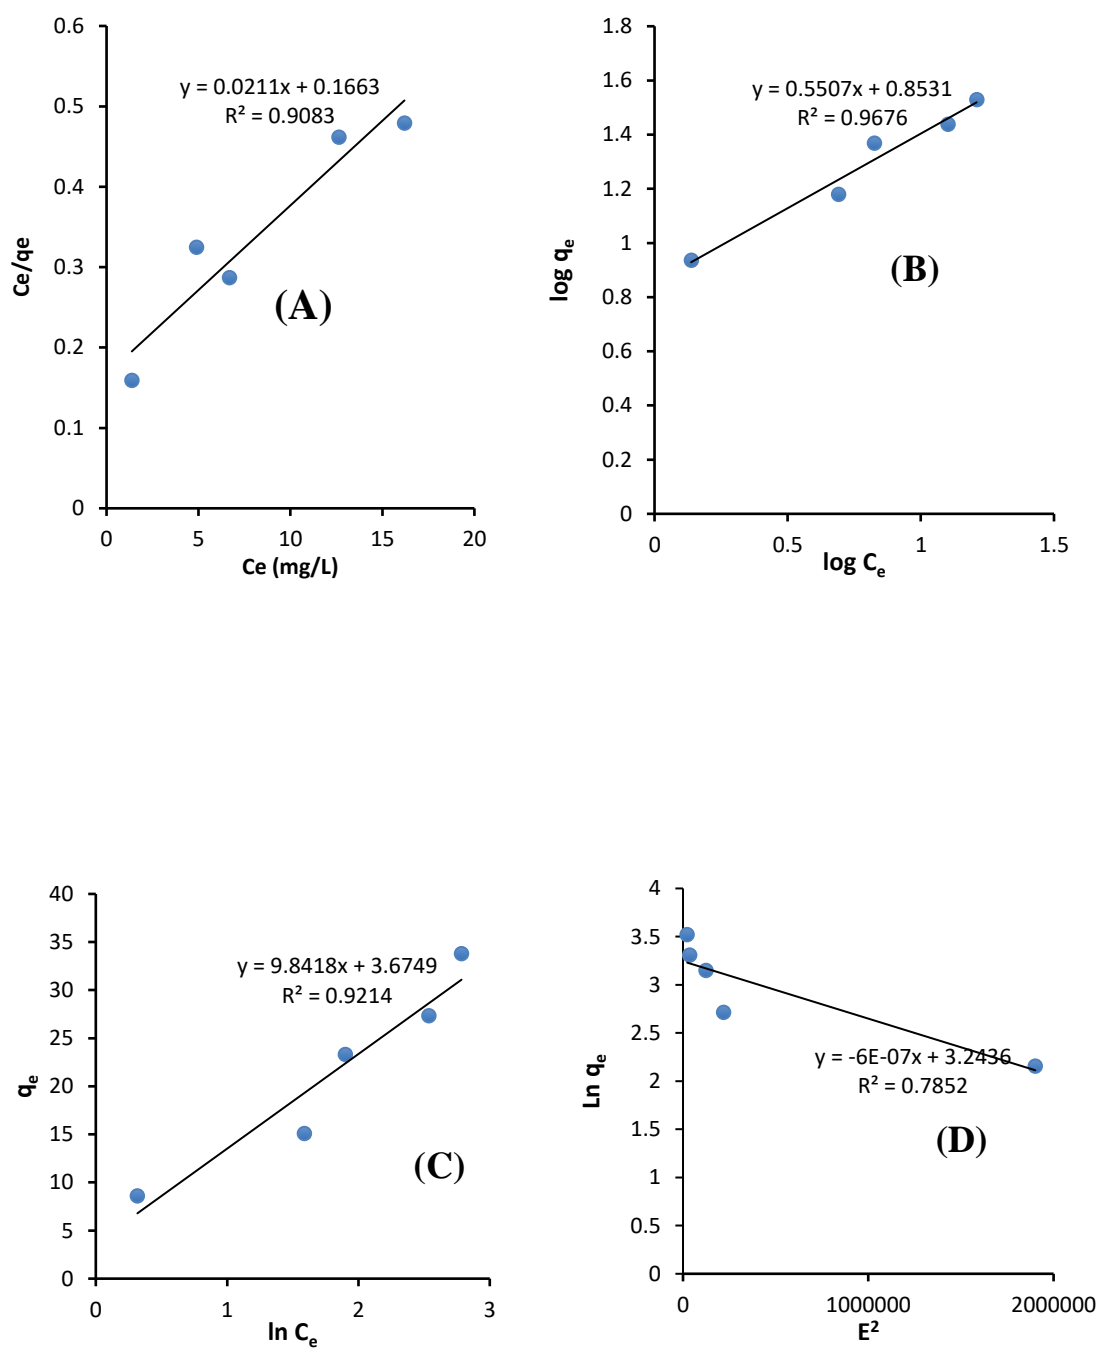 0.6
0.5
0.4
0.3
0.2
0.1
0
Ce/qe
y = 0.0211x + 0.1663
R² = 0.9083
(A)
0 5 10 15 20
Ce (mg/L)
1.8
1.6
1.4
1.2
1
0.8
0.6
0.4
0.2
0
log qₑ
y = 0.5507x + 0.8531
R² = 0.9676
(B)
0 0.5 1 1.5
log Cₑ
40
35
30
25
20
15
10
5
0
qₑ
y = 9.8418x + 3.6749
R² = 0.9214
(C)
0 1 2 3
ln Cₑ
4
3.5
3
2.5
2
1.5
1
0.5
0
Ln qₑ
y = -6E-07x + 3.2436
R² = 0.7852
(D)
0 1000000 2000000
E²